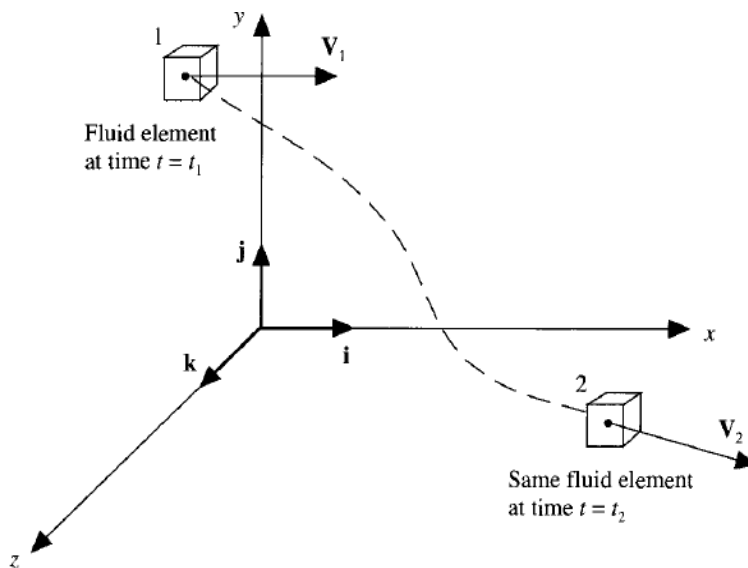 y
1
V₁
Fluid element
at time t = t₁
j
x
k
i
2
V₂
Same fluid element
at time t = t₂
z